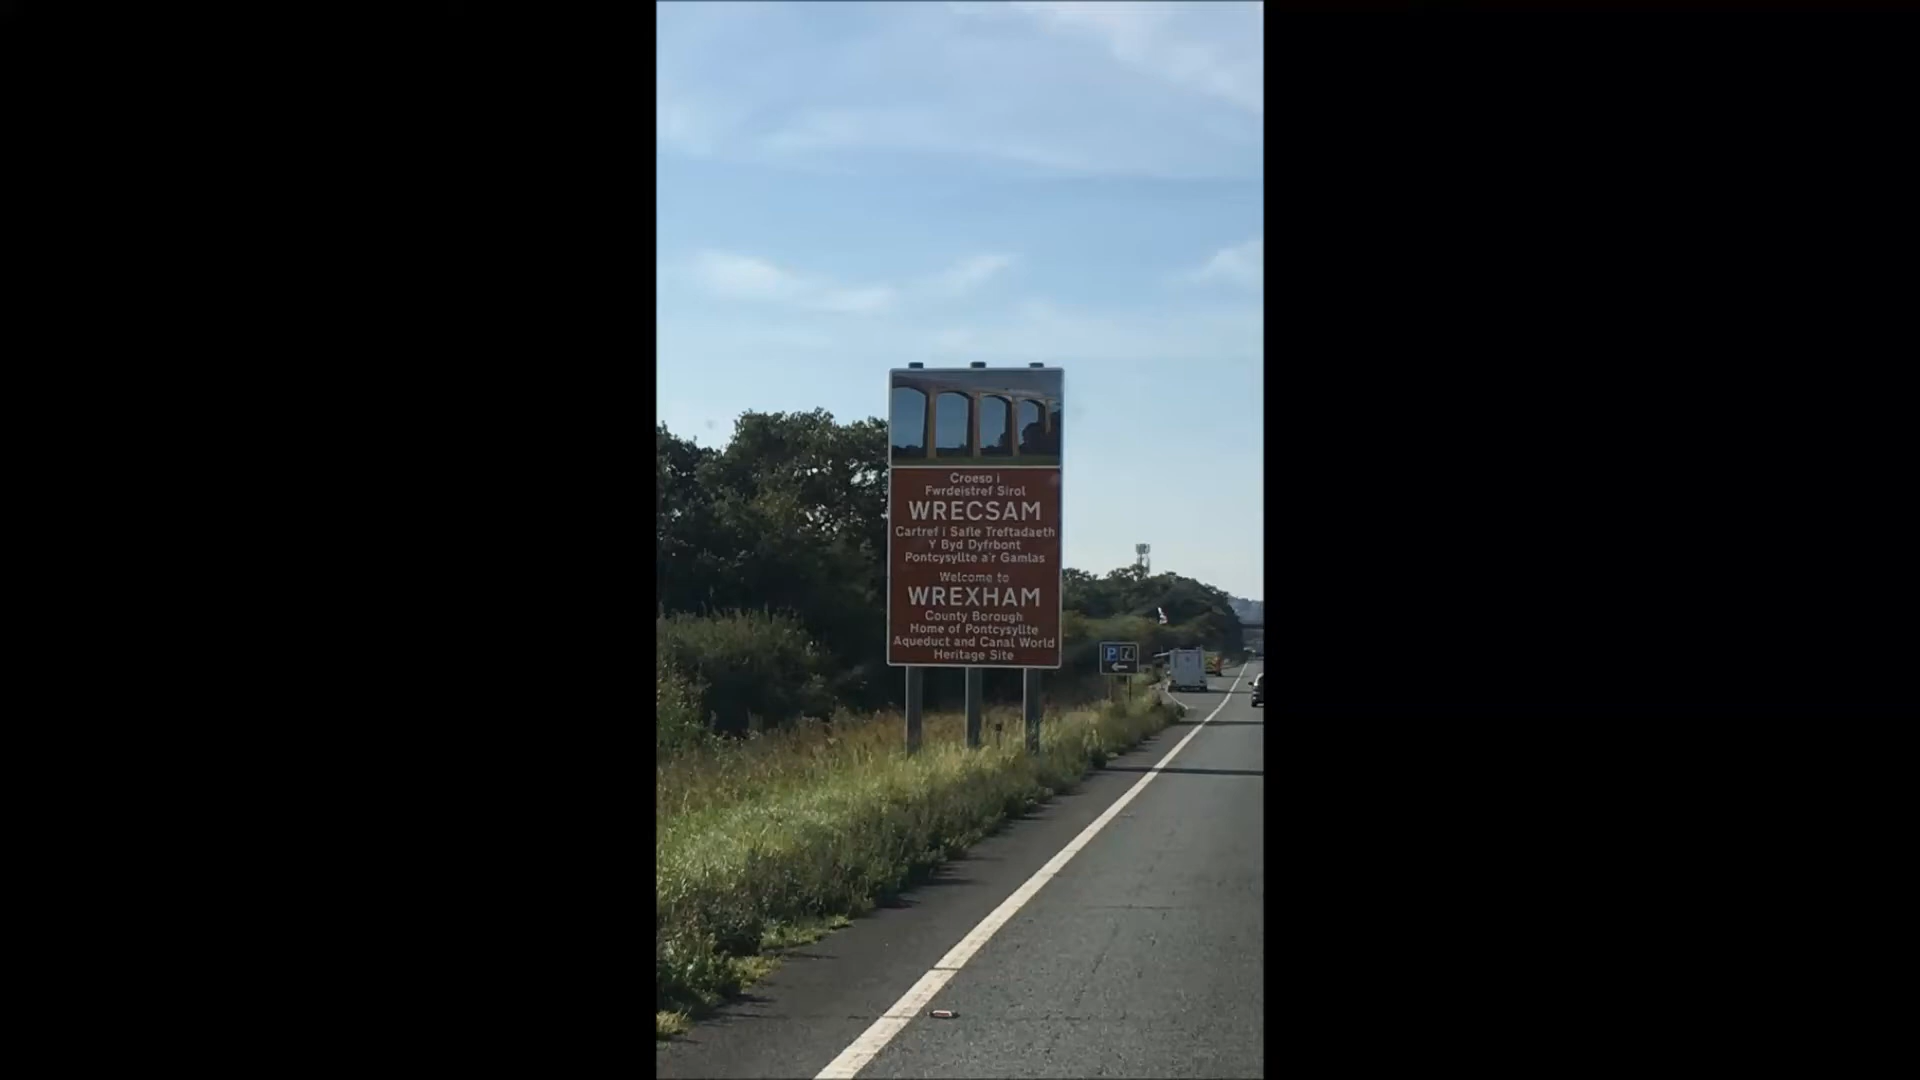 Croeso i
Fwrdeistref Sirol
WRECSAM
Cartref i Safle Treftadaeth
Y Byd Dyfrbont
Pontcysyllte a'r Gamlas
Welcome to
WREXHAM
County Borough
Home of Pontcysyllte
Aqueduct and Canal World
Heritage Site
P i